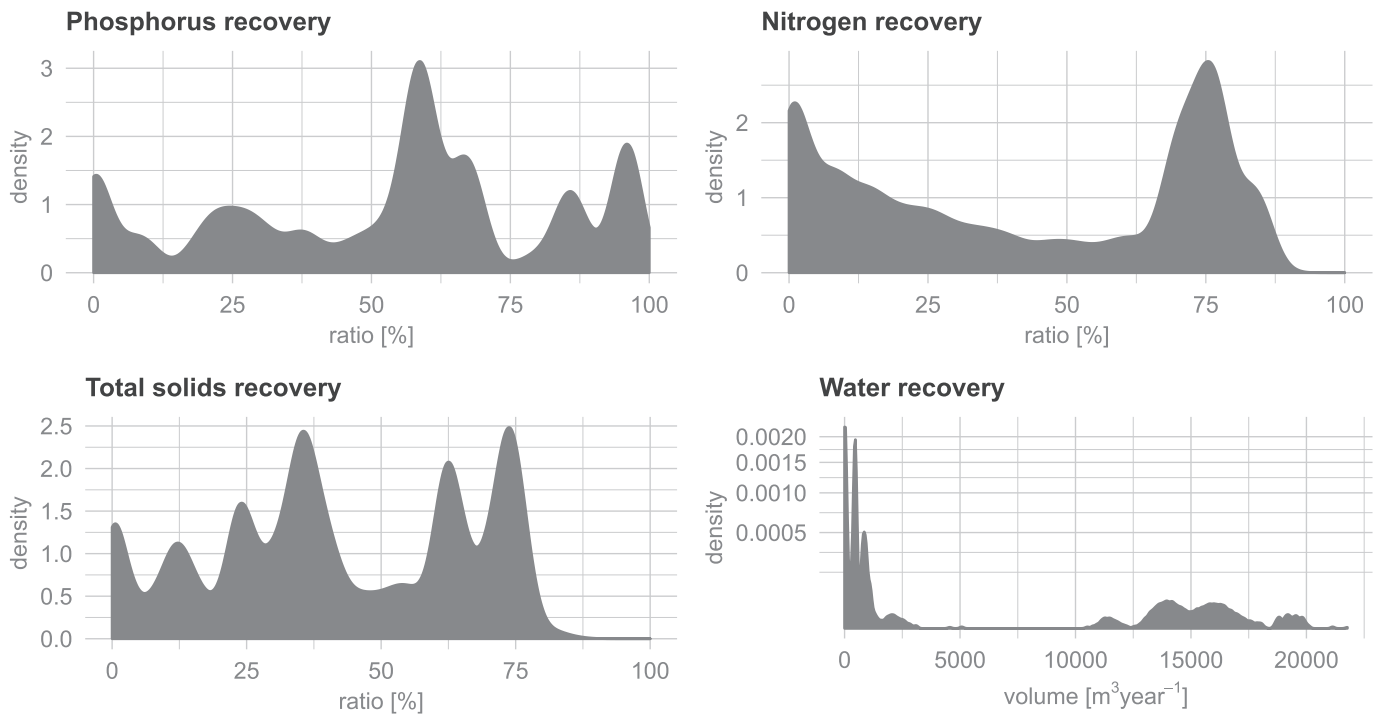 Phosphorus recovery
density
3
2
1
0
0 25 50 75 100
ratio [%]
Nitrogen recovery
density
2
1
0
0 25 50 75 100
ratio [%]
Total solids recovery
density
2.5
2.0
1.5
1.0
0.5
0.0
0 25 50 75 100
ratio [%]
Water recovery
density
0.0020
0.0015
0.0010
0.0005
0 5000 10000 15000 20000
volume [m³year⁻¹]